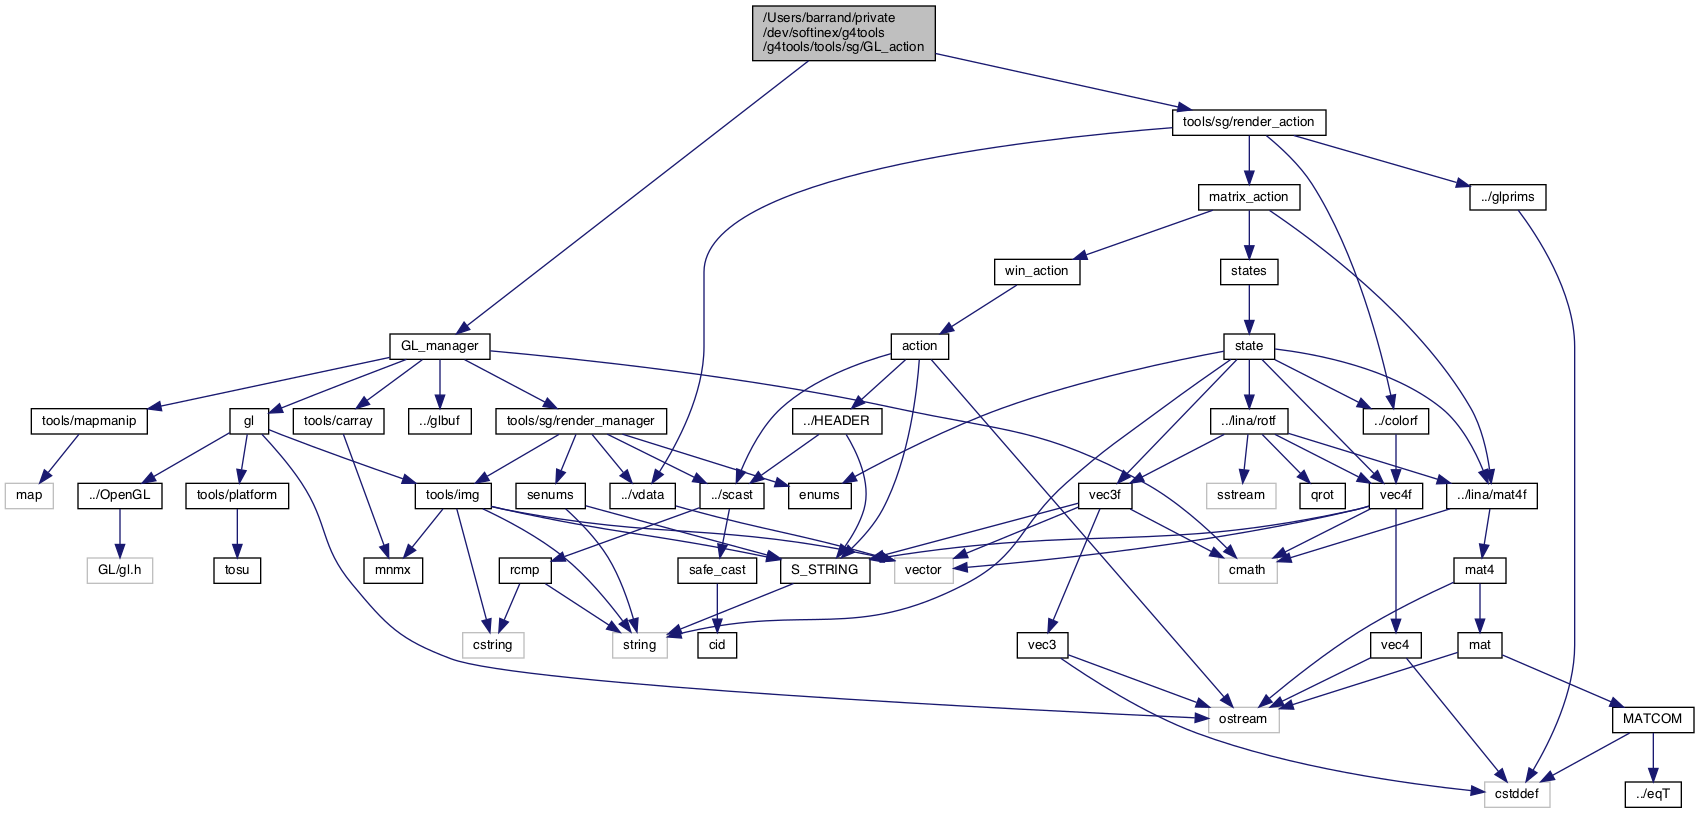 /Users/barrand/private
/dev/softinex/g4tools
/g4tools/tools/sg/GL_action
tools/sg/render_action
matrix_action
../glprims
win_action
states
GL_manager
action
state
tools/mapmanip
gl
tools/carray
../glbuf
tools/sg/render_manager
../HEADER
../lina/rotf
../colorf
map
../OpenGL
tools/platform
tools/img
senums
../vdata
../scast
enums
vec3f
sstream
qrot
vec4f
../lina/mat4f
GL/gl.h
tosu
mnmx
rcmp
safe_cast
S_STRING
vector
cmath
mat4
cstring
string
cid
vec3
vec4
mat
ostream
MATCOM
cstddef
../eqT